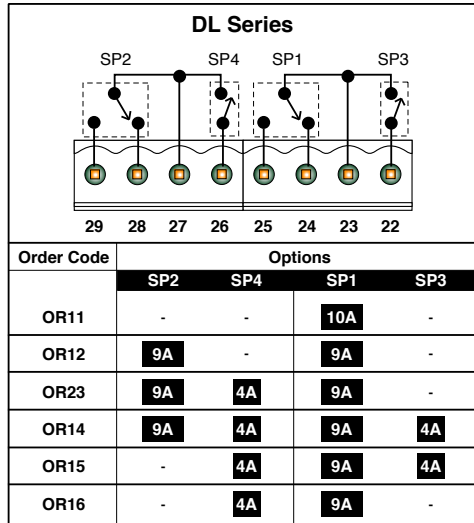 DL Series
SP2 SP4 SP1 SP3
29 28 27 26 25 24 23 22
Order Code Options
SP2 SP4 SP1 SP3
OR11 - - 10A -
OR12 9A - 9A -
OR23 9A 4A 9A -
OR14 9A 4A 9A 4A
OR15 - 4A 9A 4A
OR16 - 4A 9A -